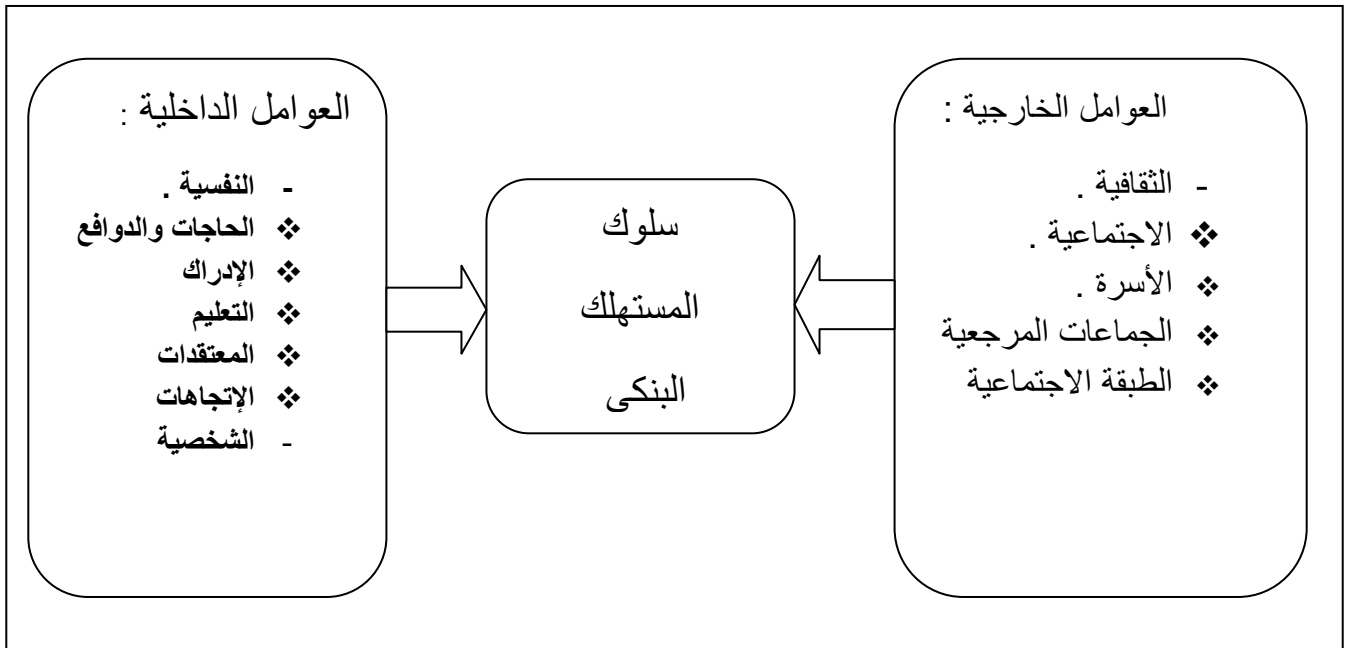 العوامل الخارجية :
- الثقافية .
❖ الاجتماعية .
❖ الأسرة .
❖ الجماعات المرجعية
❖ الطبقة الاجتماعية
سلوك
المستهلك
البنكى
العوامل الداخلية :
- النفسية .
❖ الحاجات والدوافع
❖ الإدراك
❖ التعليم
❖ المعتقدات
❖ الإتجاهات
- الشخصية